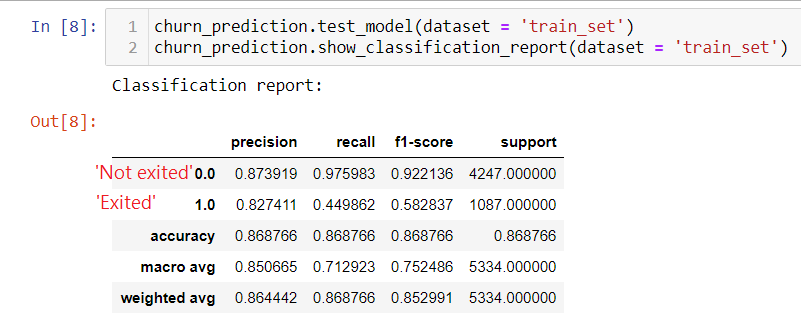 In [8]:
1 churn_prediction.test_model(dataset = 'train_set')
2 churn_prediction.show_classification_report(dataset = 'train_set')
Classification report:
Out[8]:
precision recall f1-score support
'Not exited' 0.0 0.873919 0.975983 0.922136 4247.000000
'Exited' 1.0 0.827411 0.449862 0.582837 1087.000000
accuracy 0.868766 0.868766 0.868766 0.868766
macro avg 0.850665 0.712923 0.752486 5334.000000
weighted avg 0.864442 0.868766 0.852991 5334.000000